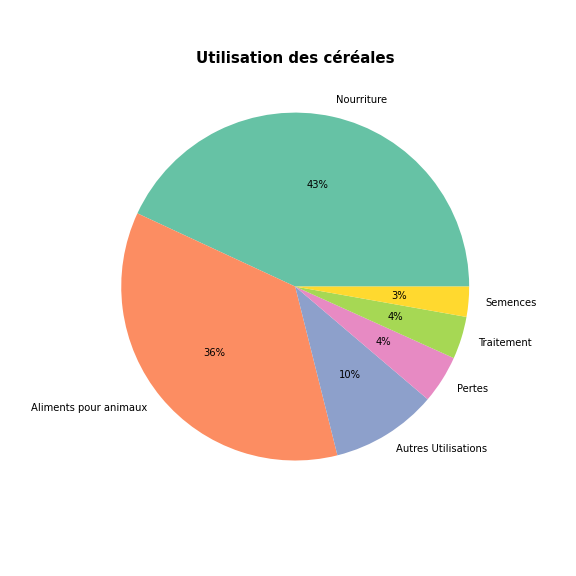 Utilisation des céréales
Nourriture
43%
3%
Semences
4%
Traitement
4%
36%
10%
Pertes
Aliments pour animaux
Autres Utilisations